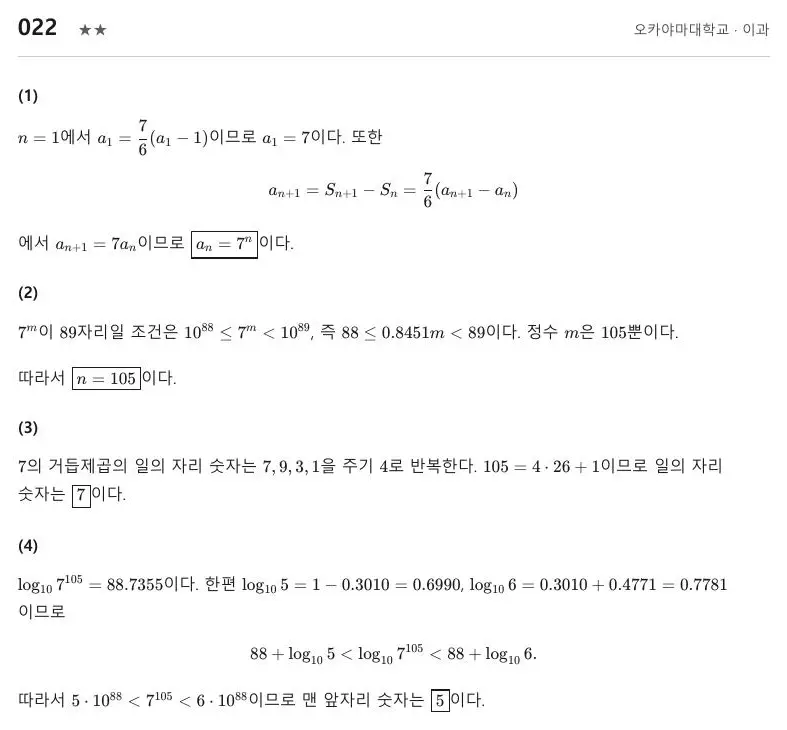 022 ★★ 오카야마대학교 · 이과
(1)
n = 1에서 a₁ = 7/6(a₁ − 1)이므로 a₁ = 7이다. 또한
aₙ₊₁ = Sₙ₊₁ − Sₙ = 7/6(aₙ₊₁ − aₙ)
에서 aₙ₊₁ = 7aₙ이므로 aₙ = 7ⁿ이다.
(2)
7ᵐ이 89자리일 조건은 10⁸⁸ ≤ 7ᵐ < 10⁸⁹, 즉 88 ≤ 0.8451m < 89이다. 정수 m은 105뿐이다.
따라서 n = 105이다.
(3)
7의 거듭제곱의 일의 자리 숫자는 7, 9, 3, 1을 주기 4로 반복한다. 105 = 4 · 26 + 1이므로 일의 자리
숫자는 7이다.
(4)
log₁₀ 7¹⁰⁵ = 88.7355이다. 한편 log₁₀ 5 = 1 − 0.3010 = 0.6990, log₁₀ 6 = 0.3010 + 0.4771 = 0.7781
이므로
88 + log₁₀ 5 < log₁₀ 7¹⁰⁵ < 88 + log₁₀ 6.
따라서 5 · 10⁸⁸ < 7¹⁰⁵ < 6 · 10⁸⁸이므로 맨 앞자리 숫자는 5이다.